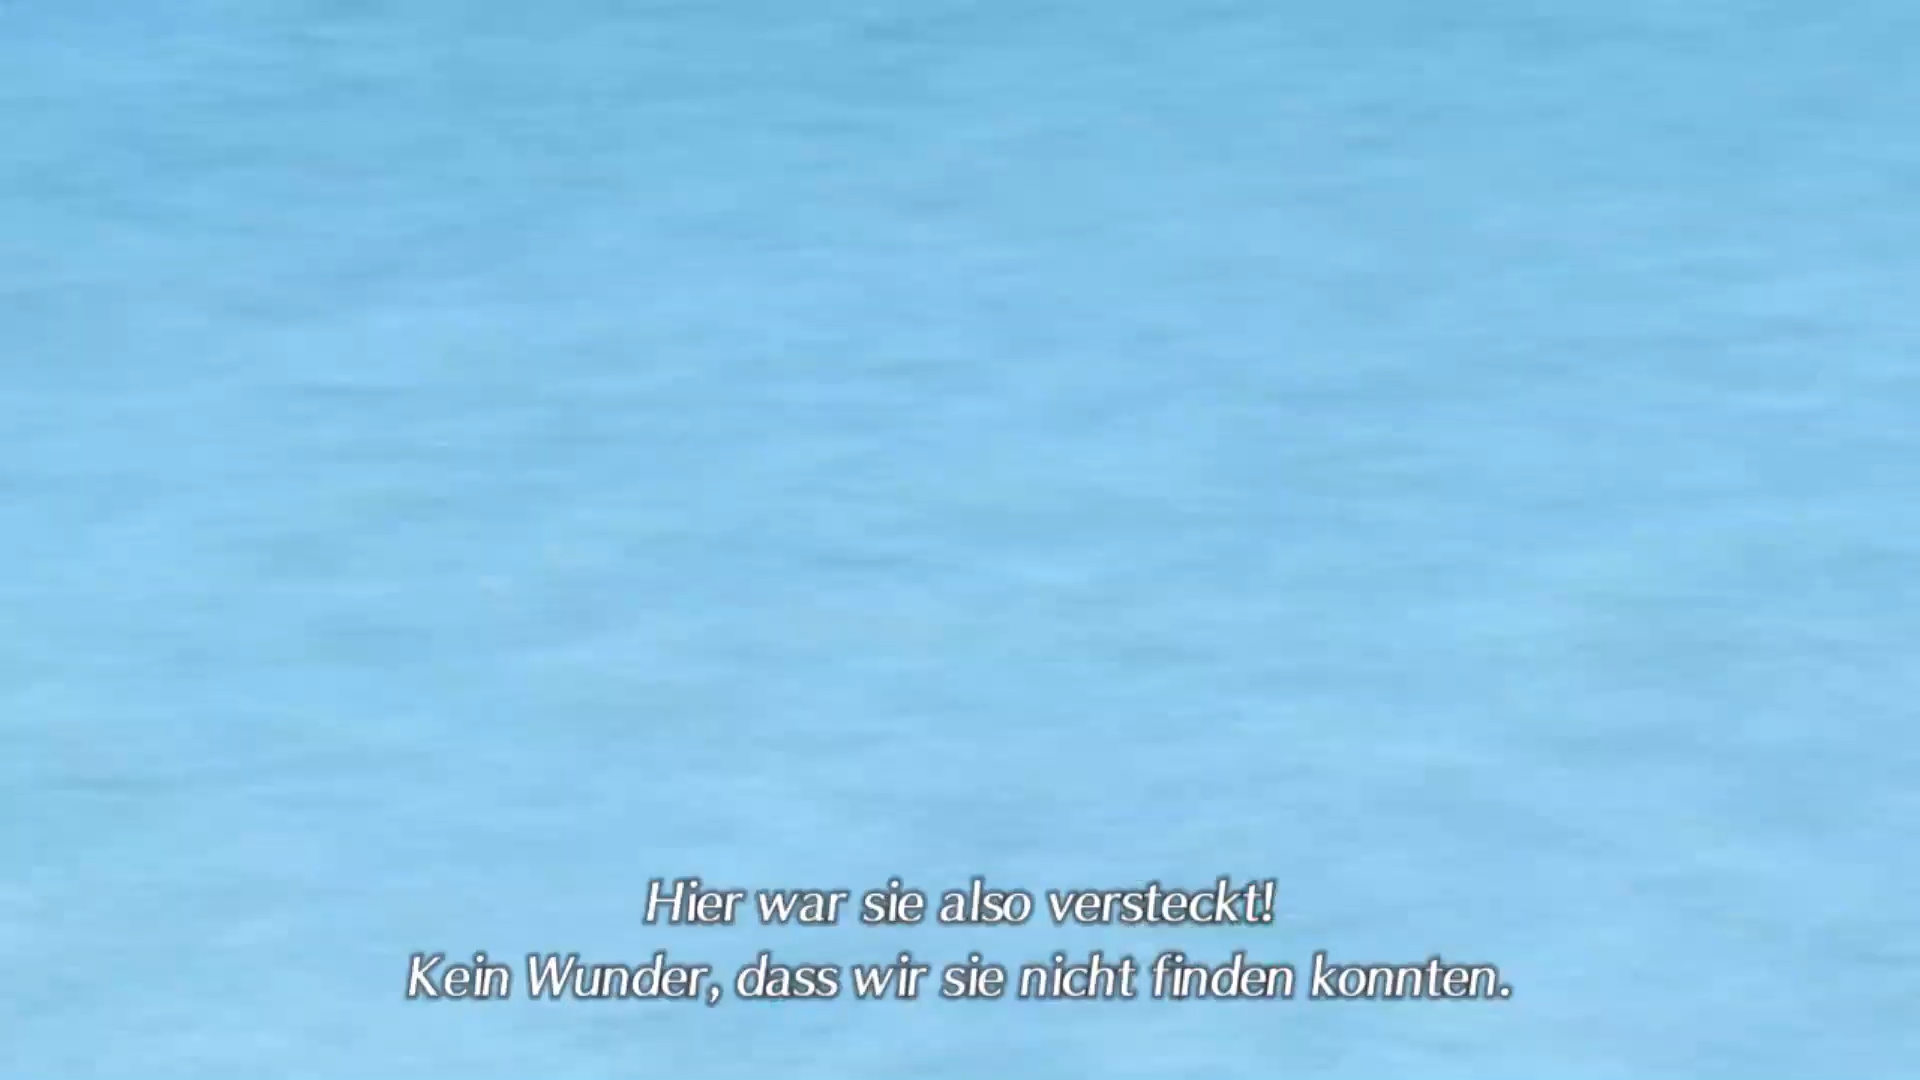 Hier war sie also versteckt!
Kein Wunder, dass wir sie nicht finden konnten.